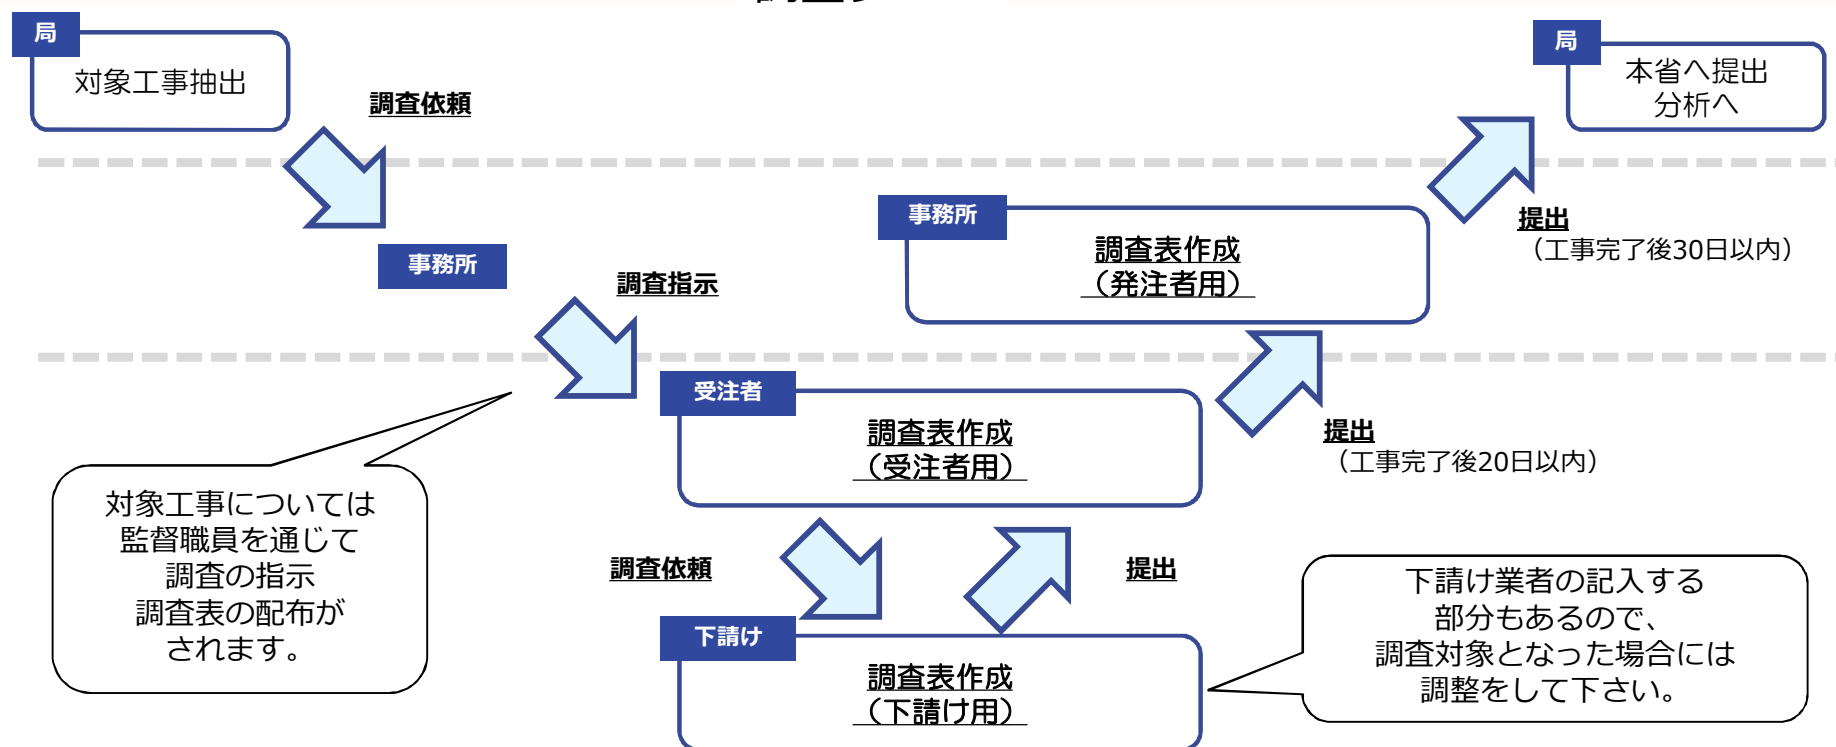 局
対象工事抽出
調査依頼
事務所
調査指示
対象工事については
監督職員を通じて
調査の指示
調査表の配布が
されます。
受注者
調査表作成
（受注者用）
調査依頼
提出
下請け
調査表作成
（下請け用）
下請け業者の記入する
部分もあるので、
調査対象となった場合には
調整をして下さい。
提出
（工事完了後20日以内）
事務所
調査表作成
（発注者用）
提出
（工事完了後30日以内）
局
本省へ提出
分析へ